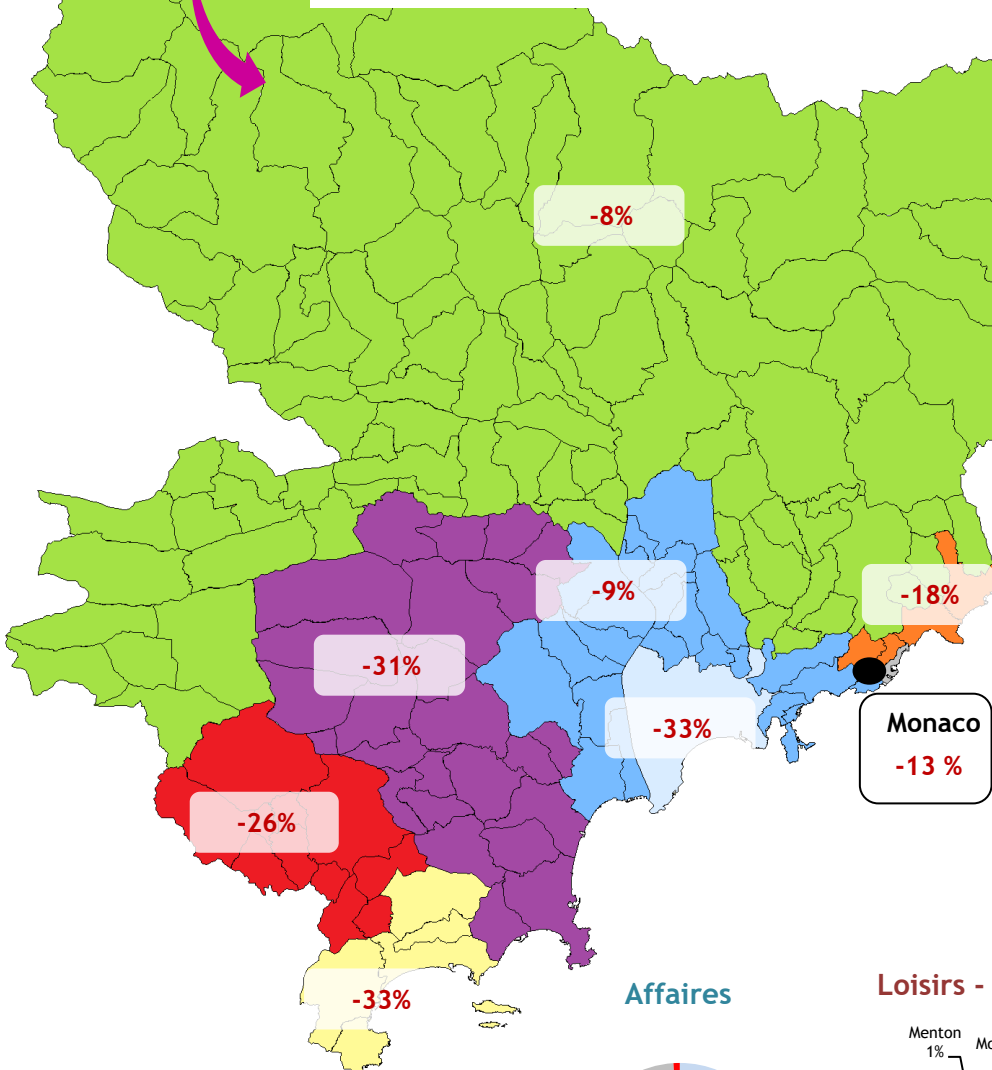 -8%
-9%
-18%
-31%
-33%
Monaco
-13 %
-26%
-33%
Affaires
Loisirs -
Menton
1%